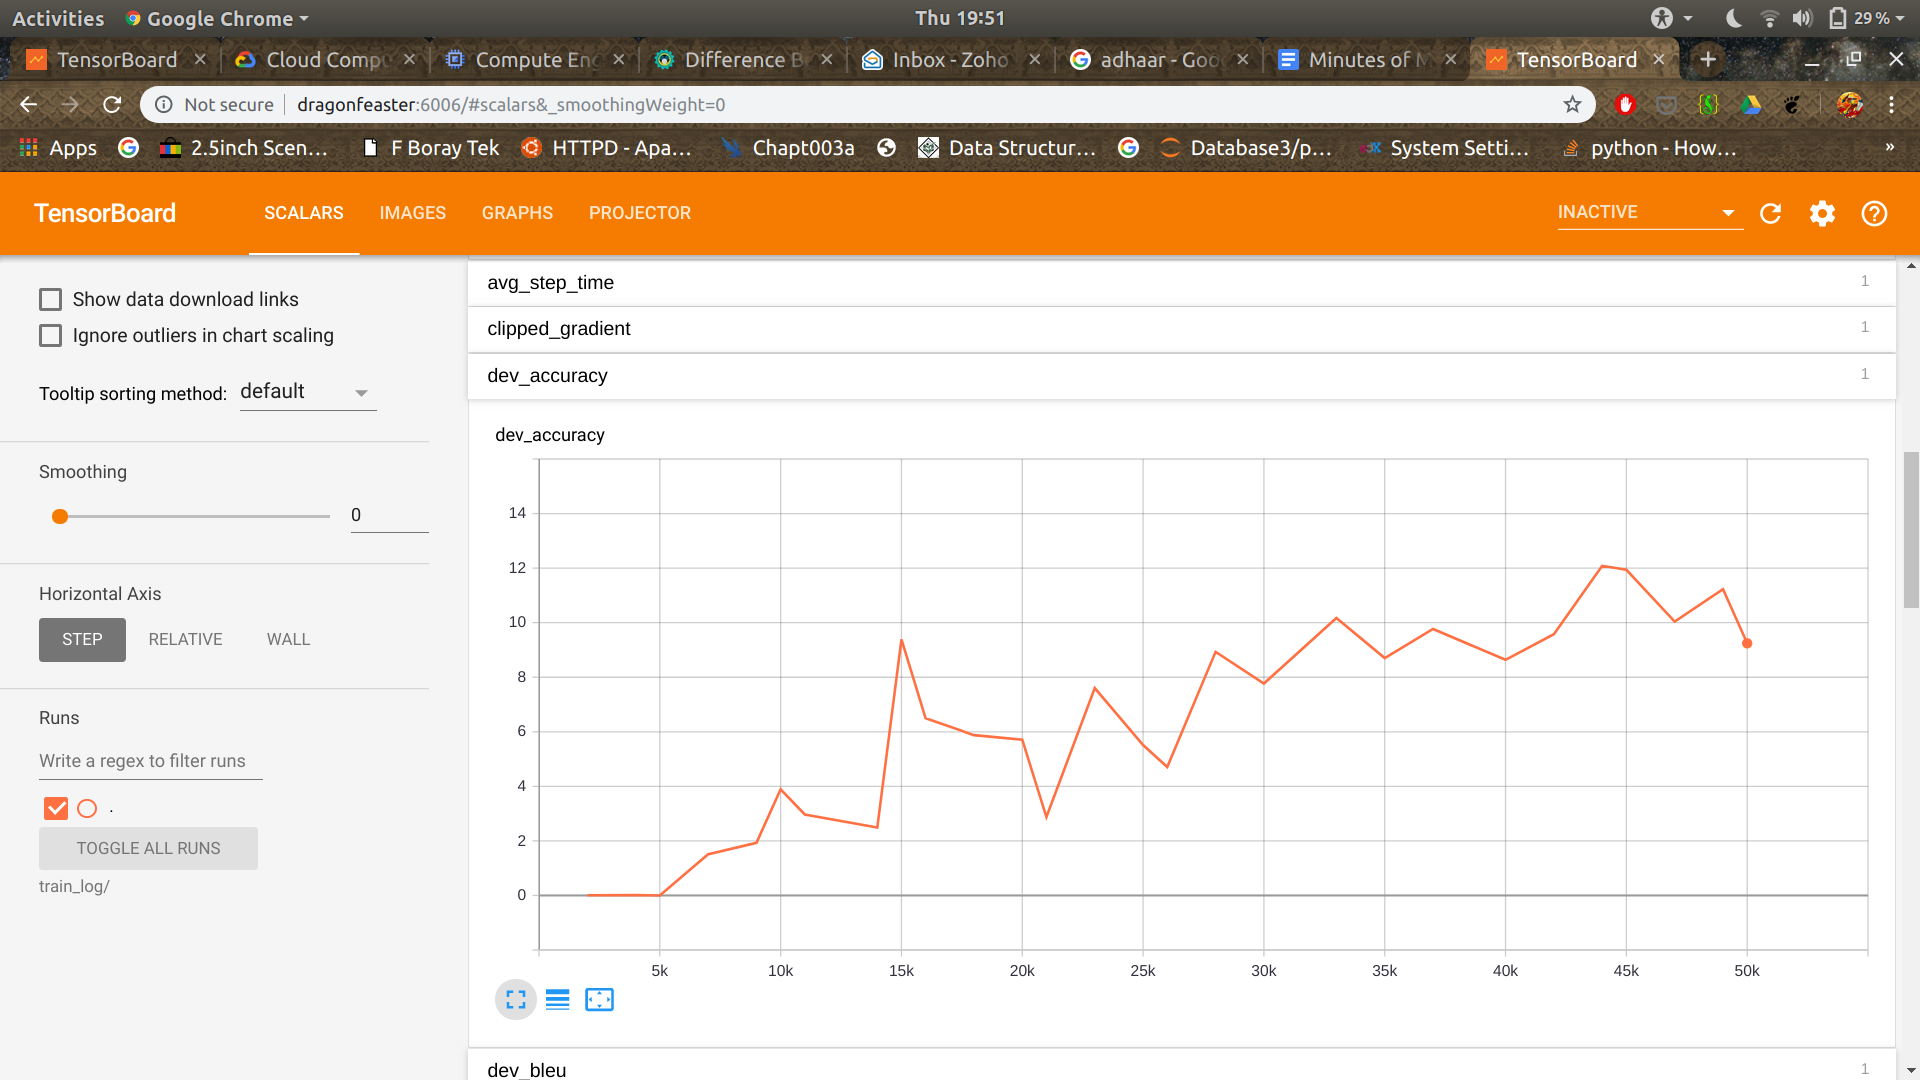 Activities Google Chrome Thu 19:51 29 %
TensorBoard Cloud Comp Compute En Difference B Inbox - Zoho adhaar - Goo Minutes of M TensorBoard
Not secure dragonfeaster:6006/#scalars&_smoothingWeight=0
Apps 2.5inch Scen... F Boray Tek HTTPD - Apa... Chapt003a Data Structur... Database3/p... System Setti... python - How... »
TensorBoard SCALARS IMAGES GRAPHS PROJECTOR INACTIVE
Show data download links
Ignore outliers in chart scaling
Tooltip sorting method: default
Smoothing
0
Horizontal Axis
STEP RELATIVE WALL
Runs
Write a regex to filter runs
.
TOGGLE ALL RUNS
train_log/
avg_step_time 1
clipped_gradient 1
dev_accuracy 1
dev_accuracy
14
12
10
8
6
4
2
0
5k 10k 15k 20k 25k 30k 35k 40k 45k 50k
dev_bleu 1